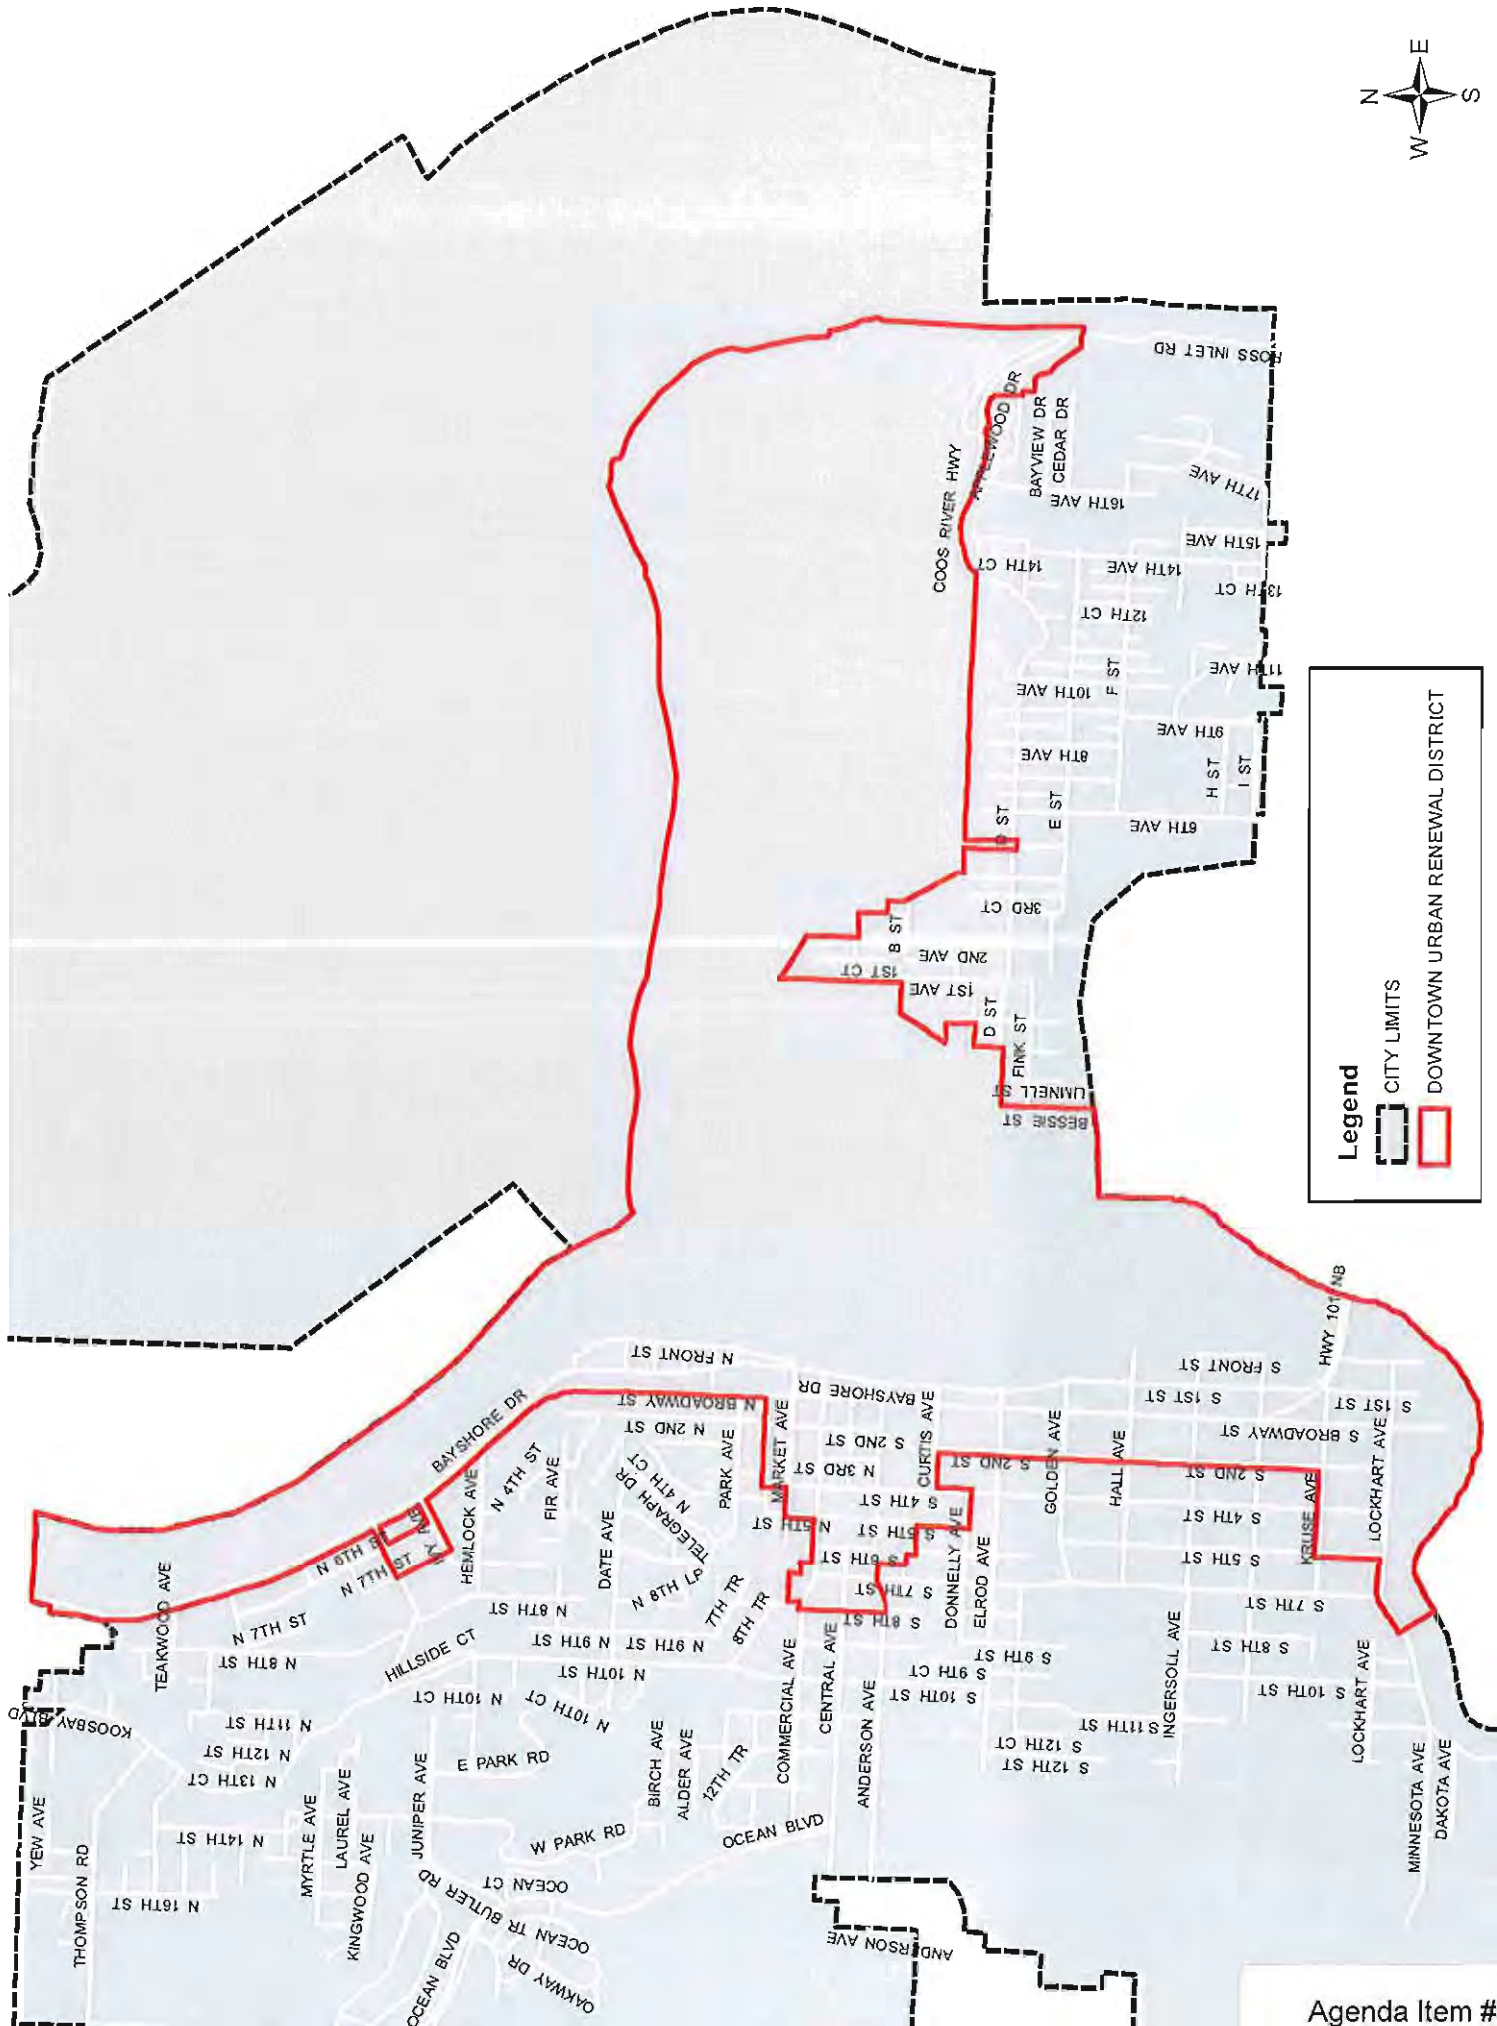 N
E
S
W
ROSS INLET RD
COOS RIVER HWY
APPLEWOOD DR
BAYVIEW DR
CEDAR DR
16TH AVE
17TH AVE
15TH AVE
14TH CT
14TH AVE
13TH CT
12TH CT
11TH AVE
10TH AVE
F ST
9TH AVE
8TH AVE
H ST
I ST
D ST
E ST
6TH AVE
3RD CT
B ST
2ND AVE
1ST CT
1ST AVE
D ST
FINK ST
BESSIE ST
Legend
CITY LIMITS
DOWNTOWN URBAN RENEWAL DISTRICT
HWY 101 NB
N FRONT ST
S FRONT ST
BAYSHORE DR
BAYSHORE DR
N BROADWAY ST
S 1ST ST
S 1ST ST
S BROADWAY ST
N 2ND ST
MARKET AVE
S 2ND ST
CURTIS AVE
S 2ND ST
GOLDEN AVE
HALL AVE
S 2ND ST
LOCKHART AVE
N 4TH ST
FIR AVE
N 4TH CT
TELEGRAPH DR
PARK AVE
N 3RD ST
S 4TH ST
S 4TH ST
KRUSE AVE
HEMLOCK AVE
N 5TH ST
S 5TH ST
DONNELLY AVE
S 5TH ST
N 6TH ST
N 7TH ST
IVY AVE
DATE AVE
N 8TH LP
7TH TR
8TH TR
S 6TH ST
S 7TH ST
ELROD AVE
S 7TH ST
TEAKWOOD AVE
N 7TH ST
N 8TH ST
N 8TH ST
S 8TH ST
S 8TH ST
HILLSIDE CT
N 9TH ST
N 9TH ST
N 10TH ST
COMMERCIAL AVE
CENTRAL AVE
ANDERSON AVE
S 9TH CT
S 9TH ST
S 10TH ST
INGERSOLL AVE
S 10TH ST
LOCKHART AVE
KOOSBAY BLVD
N 11TH ST
N 10TH CT
N 10TH CT
S 11TH ST
N 12TH ST
S 12TH CT
S 12TH ST
N 13TH CT
E PARK RD
BIRCH AVE
ALDER AVE
12TH TR
MINNESOTA AVE
DAKOTA AVE
YEW AVE
THOMPSON RD
N 14TH ST
MYRTLE AVE
LAUREL AVE
KINGWOOD AVE
JUNIPER AVE
W PARK RD
OCEAN BLVD
N 16TH ST
OCEAN CT
BUTLER RD
OCEAN TR
OAKWAY DR
OCEAN BLVD
ANDERSON AVE
Agenda Item #